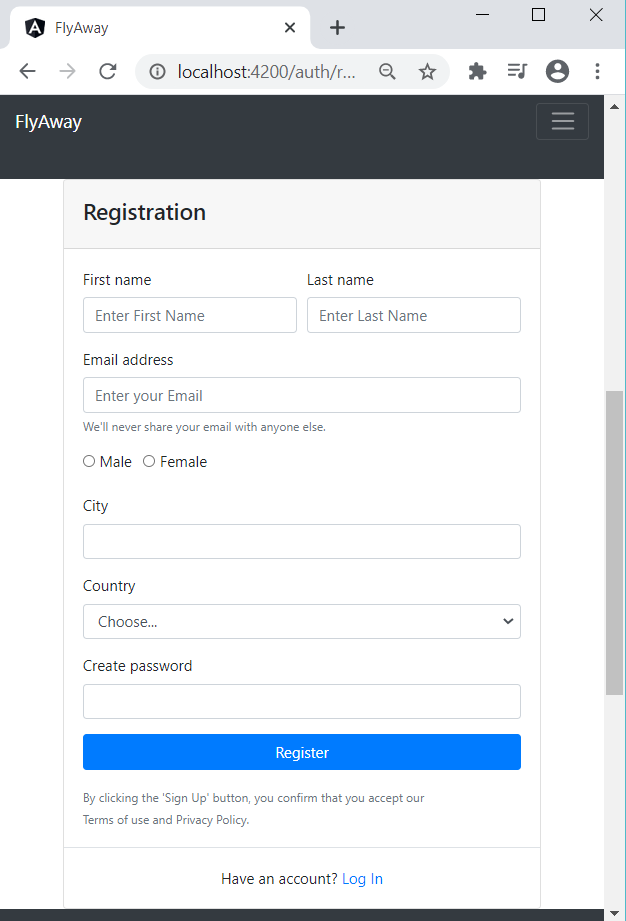 FlyAway
localhost:4200/auth/r...
FlyAway
Registration
First name Last name
Enter First Name Enter Last Name
Email address
Enter your Email
We'll never share your email with anyone else.
Male Female
City
Country
Choose...
Create password
Register
By clicking the 'Sign Up' button, you confirm that you accept our
Terms of use and Privacy Policy.
Have an account? Log In